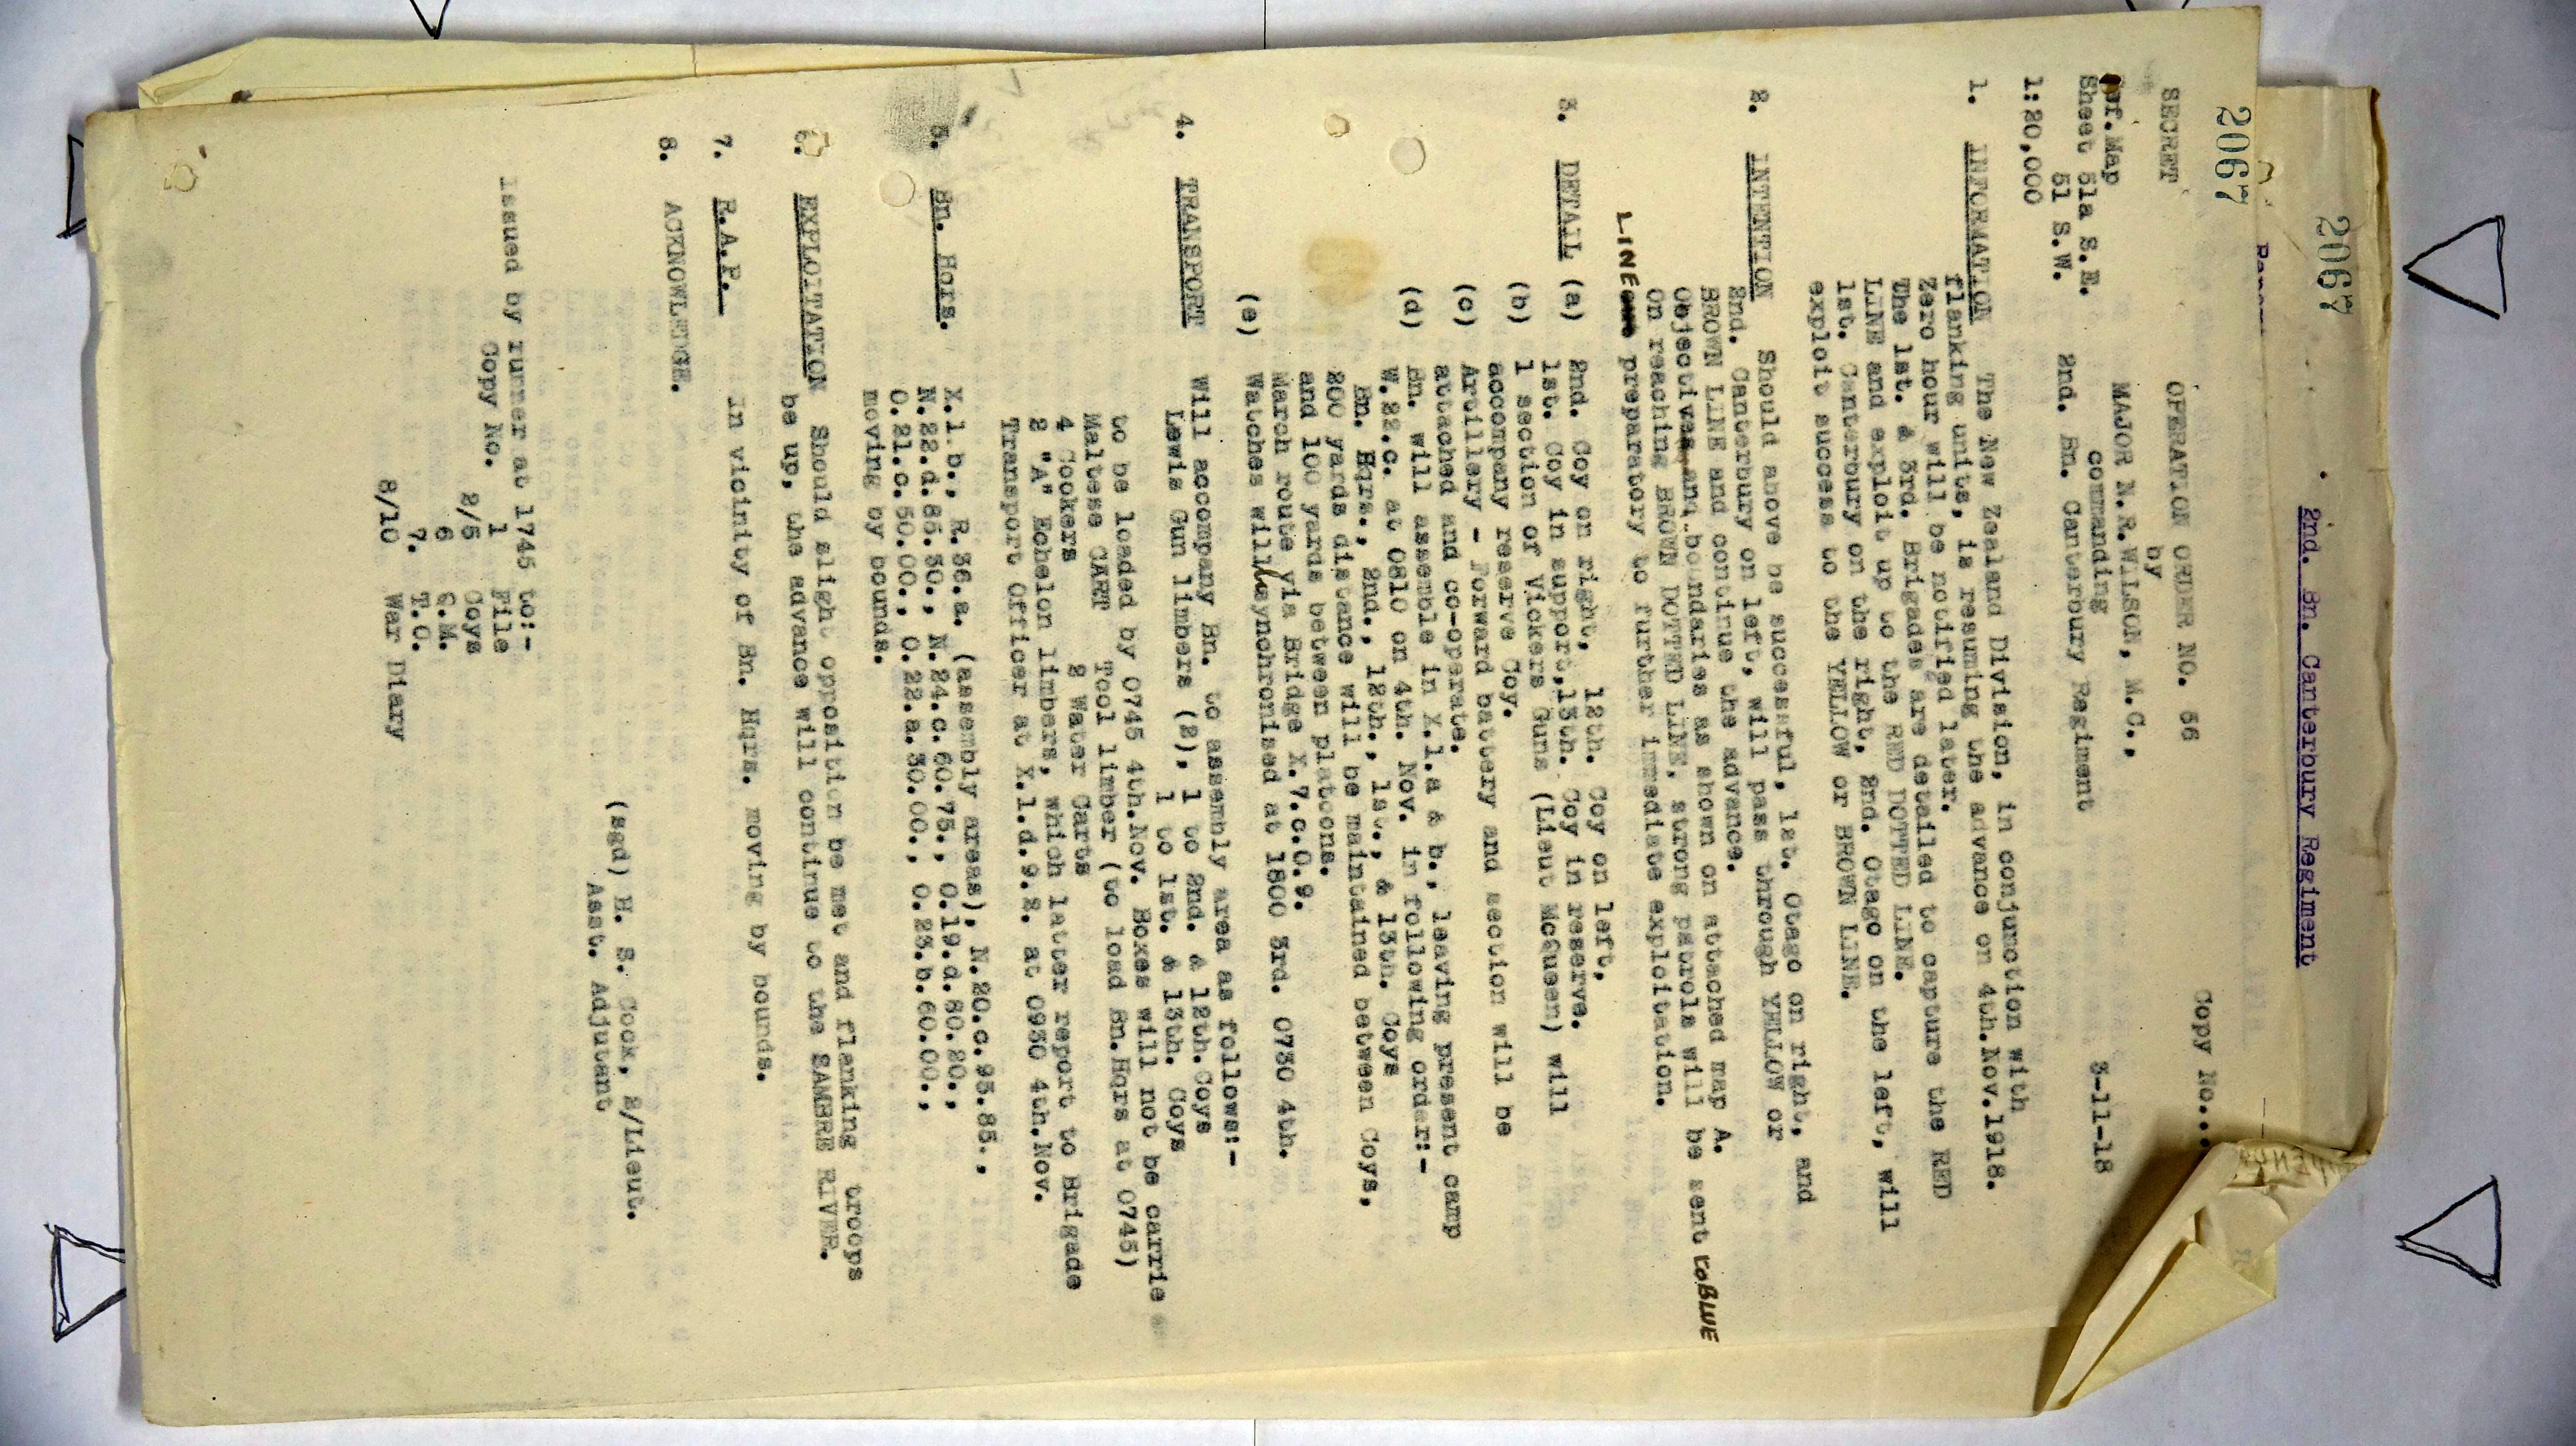 2067
2nd. Bn. Canterbury Regiment
2067
SECRET
OPERATION ORDER NO. 56
Copy No....
by
Ref.Map
MAJOR N.R.WILSON, M.C.,
Sheet 51a S.E.
commanding
3-11-18
51 S.W.
2nd. Bn. Canterbury Regiment
1:20,000
1. INFORMATION The New Zealand Division, in conjunction with
flanking units, is resuming the advance on 4th.Nov.1918.
Zero hour will be notified later.
The 1st. & 3rd. Brigades are detailed to capture the RED
LINE and exploit up to the RED DOTTED LINE.
1st. Canterbury on the right, 2nd. Otago on the left, will
exploit success to the YELLOW or BROWN LINE.
2. INTENTION Should above be successful, 1st. Otago on right, and
2nd. Canterbury on left, will pass through YELLOW or
BROWN LINE and continue the advance.
Objectives and boundaries as shown on attached map A.
On reaching BROWN DOTTED LINE, strong patrols will be sent to BLUE
LINE preparatory to further immediate exploitation.
3. DETAIL (a) 2nd. Coy on right, 12th. Coy on left,
1st. Coy in support, 13th. Coy in reserve.
(b) 1 section of Vickers Guns (Lieut McQueen) will
accompany reserve Coy.
(c) Artillery - Forward battery and section will be
attached and co-operate.
(d) Bn. will assemble in X.1.a & b., leaving present camp
W.22.c. at 0810 on 4th. Nov. in following order:-
Bn. Hqrs., 2nd., 12th., 1st., & 13th. Coys
200 yards distance will be maintained between Coys,
and 100 yards between platoons.
March route via Bridge X.7.c.0.9.
(e) Watches will synchronised at 1800 3rd. 0730 4th.
4. TRANSPORT Will accompany Bn. to assembly area as follows:-
Lewis Gun limbers (2), 1 to 2nd. & 12th. Coys
1 to 1st. & 13th. Coys
to be loaded by 0745 4th.Nov. Boxes will not be carrie
Maltese CART Tool limber (to load Bn.Hqrs at 0745)
4 Cookers 2 Water Carts
2 "A" Echelon limbers, which latter report to Brigade
Transport Officer at X.1.d.9.2. at 0930 4th.Nov.
5. Bn. Hqrs. X.1.b., R.36.a. (assembly areas), N.20.c.95.85.,
N.22.d.85.30., N.24.c.60.75., O.19.d.80.20.,
O.21.c.50.00., O.22.a.30.00., O.23.b.60.00.,
moving by bounds.
6. EXPLOITATION Should slight opposition be met and flanking troops
be up, the advance will continue to the SAMBRE RIVER.
7. R.A.P. In vicinity of Bn. Hqrs. moving by bounds.
8. ACKNOWLEDGE.
(sgd) H. S. Cook, 2/Lieut.
Asst. Adjutant
Issued by runner at 1745 to:-
Copy No. 1 File
2/5 Coys
6 Q.M.
7. T.O.
8/10 War Diary